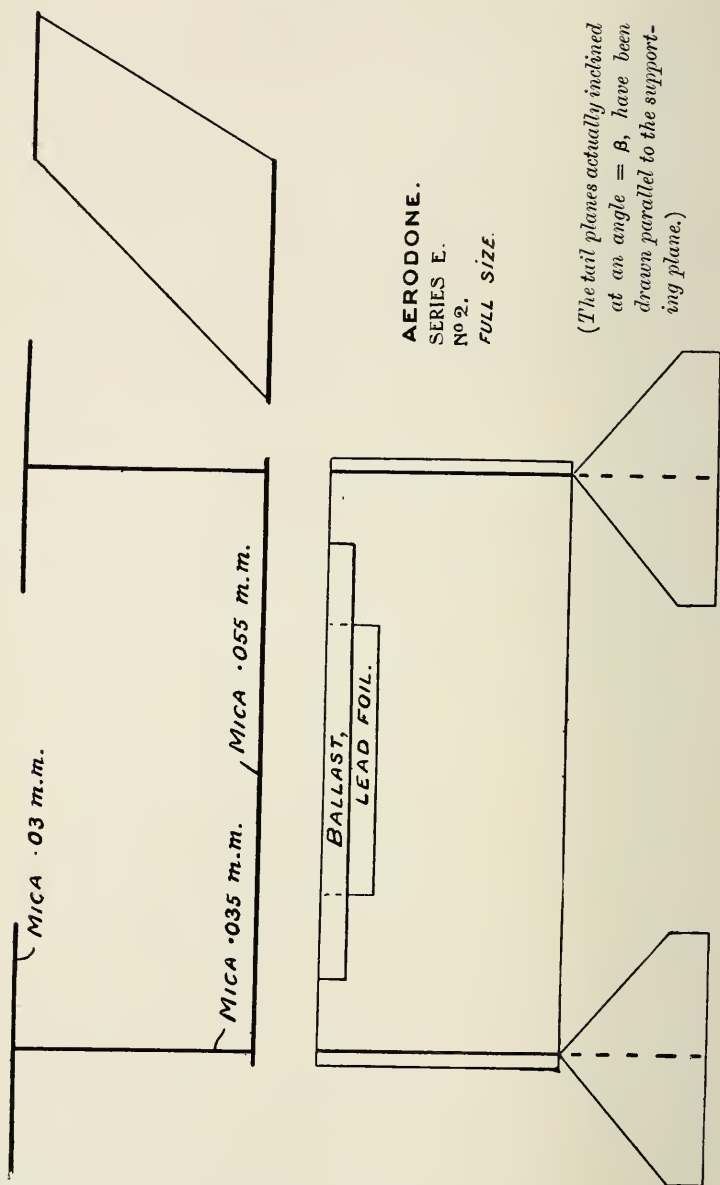 MICA ·03 m.m.
MICA ·035 m.m.
MICA ·055 m.m.
BALLAST,
LEAD FOIL.
AERODONE.
SERIES E.
Nº 2.
FULL SIZE.
(The tail planes actually inclined
at an angle = β, have been
drawn parallel to the support-
ing plane.)